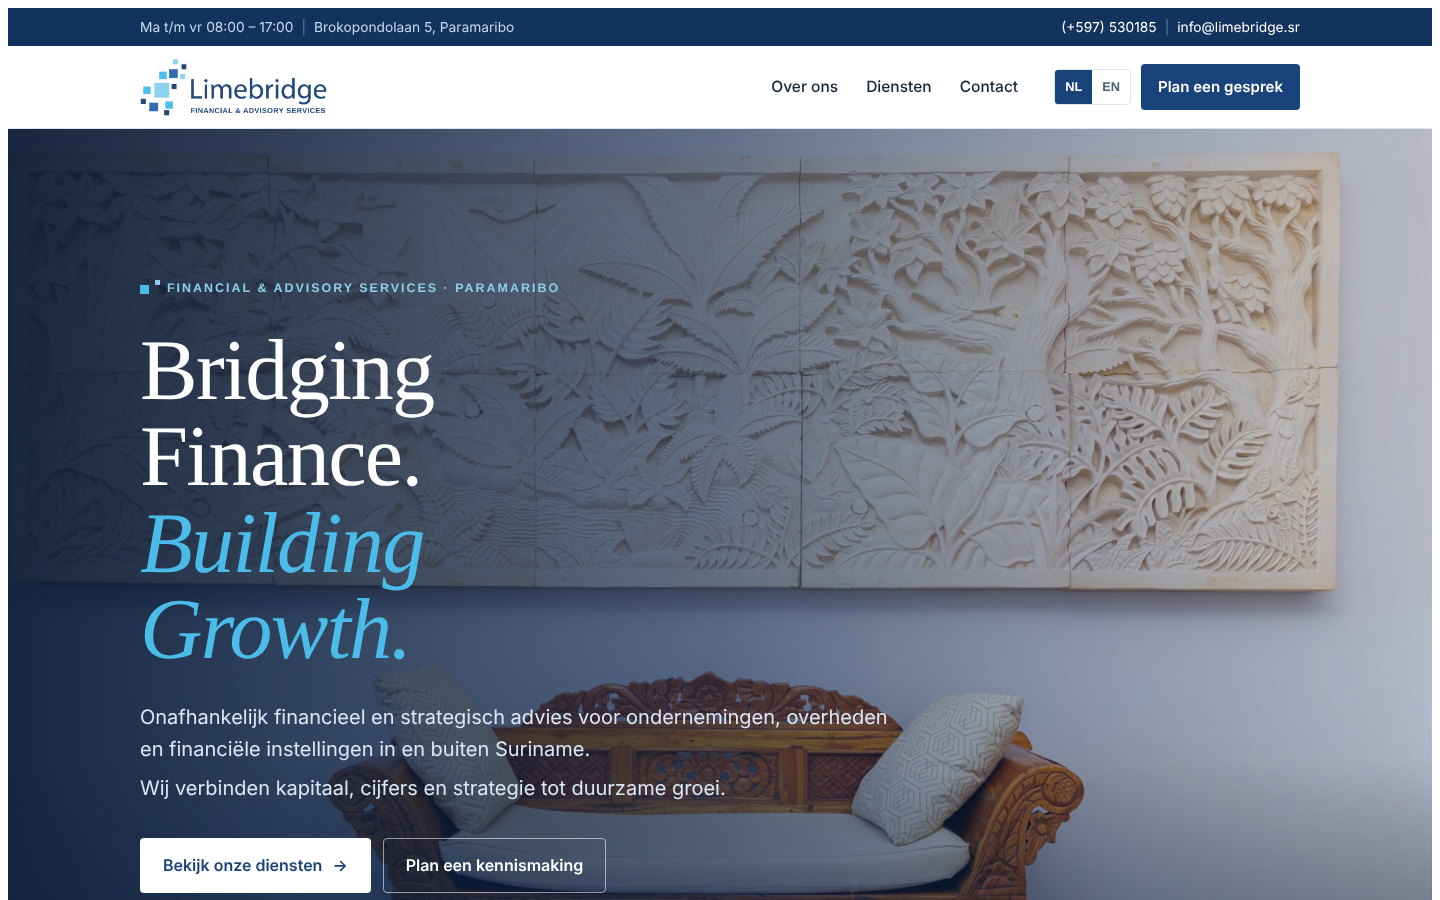 Ma t/m vr 08:00 – 17:00 | Brokopondolaan 5, Paramaribo
(+597) 530185 | info@limebridge.sr
Limebridge
FINANCIAL & ADVISORY SERVICES
Over ons
Diensten
Contact
NL
EN
Plan een gesprek
FINANCIAL & ADVISORY SERVICES · PARAMARIBO
Bridging
Finance.
Building
Growth.
Onafhankelijk financieel en strategisch advies voor ondernemingen, overheden
en financiële instellingen in en buiten Suriname.
Wij verbinden kapitaal, cijfers en strategie tot duurzame groei.
Bekijk onze diensten →
Plan een kennismaking